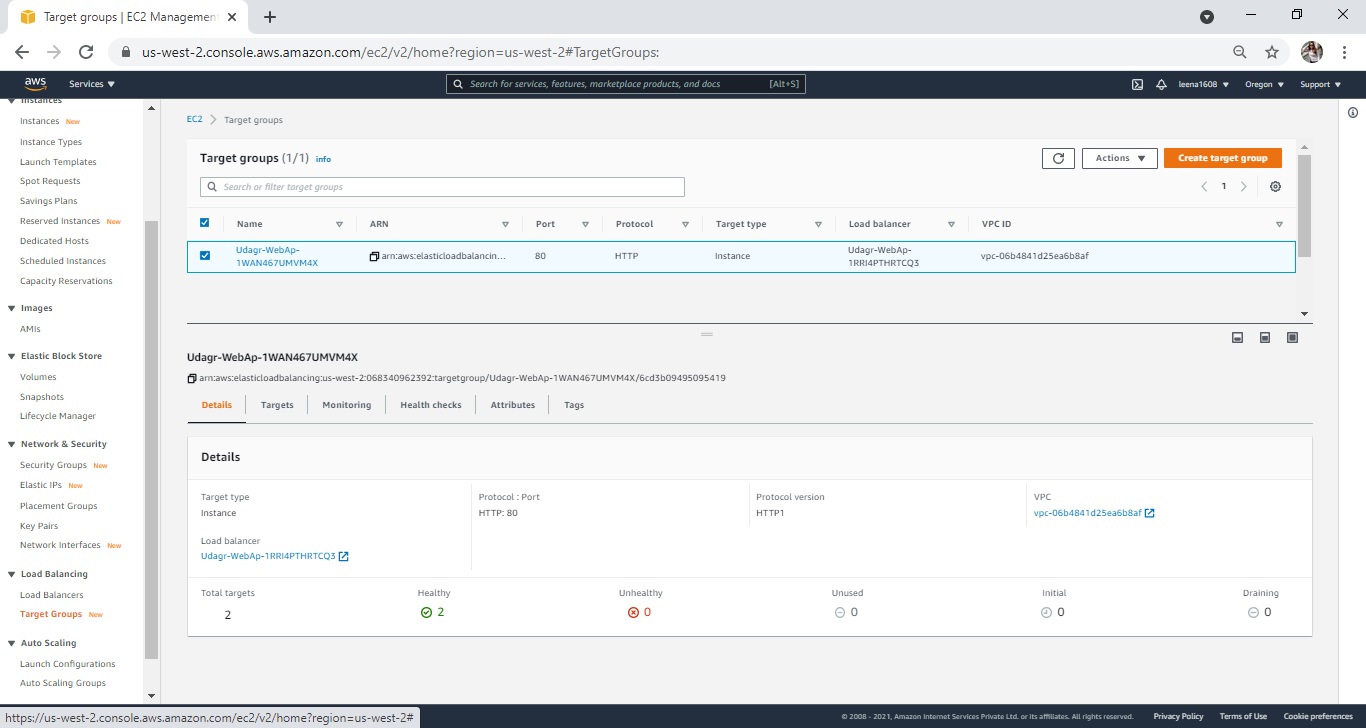 Target groups | EC2 Management
us-west-2.console.aws.amazon.com/ec2/v2/home?region=us-west-2#TargetGroups:
aws Services Search for services, features, marketplace products, and docs [Alt+S] leena1608 Oregon Support
Instances
Instances New
Instance Types
Launch Templates
Spot Requests
Savings Plans
Reserved Instances New
Dedicated Hosts
Scheduled Instances
Capacity Reservations
Images
AMIs
Elastic Block Store
Volumes
Snapshots
Lifecycle Manager
Network & Security
Security Groups New
Elastic IPs New
Placement Groups
Key Pairs
Network Interfaces New
Load Balancing
Load Balancers
Target Groups New
Auto Scaling
Launch Configurations
Auto Scaling Groups
EC2 > Target groups
Target groups (1/1) info
Actions Create target group
Search or filter target groups
1
Name ARN Port Protocol Target type Load balancer VPC ID
Udagr-WebAp-
1WAN467UMVM4X
arn:aws:elasticloadbalancin... 80 HTTP Instance
Udagr-WebAp-
1RRI4PTHRTCQ3
vpc-06b4841d25ea6b8af
Udagr-WebAp-1WAN467UMVM4X
arn:aws:elasticloadbalancing:us-west-2:068340962392:targetgroup/Udagr-WebAp-1WAN467UMVM4X/6cd3b09495095419
Details Targets Monitoring Health checks Attributes Tags
Details
Target type Protocol : Port Protocol version VPC
Instance HTTP: 80 HTTP1 vpc-06b4841d25ea6b8af
Load balancer
Udagr-WebAp-1RRI4PTHRTCQ3
Total targets Healthy Unhealthy Unused Initial Draining
2 2 0 0 0 0
https://us-west-2.console.aws.amazon.com/ec2/v2/home?region=us-west-2#
© 2008 - 2021, Amazon Internet Services Private Ltd. or its affiliates. All rights reserved. Privacy Policy Terms of Use Cookie preferences